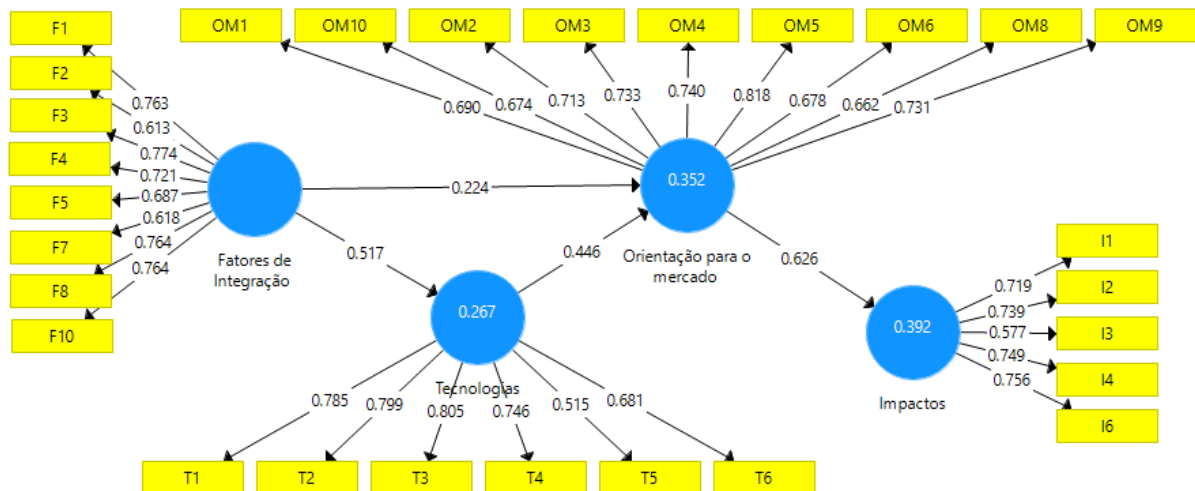 F1
F2
F3
F4
F5
F7
F8
F10
OM1
OM10
OM2
OM3
OM4
OM5
OM6
OM8
OM9
0.763
0.613
0.774
0.721
0.687
0.618
0.764
0.764
0.690
0.674
0.713
0.733
0.740
0.818
0.678
0.662
0.731
Fatores de
Integração
0.224
0.517
0.352
Orientação para o
mercado
0.446
0.626
0.267
Tecnologias
0.785
0.799
0.805
0.746
0.515
0.681
T1
T2
T3
T4
T5
T6
0.392
Impactos
0.719
0.739
0.577
0.749
0.756
I1
I2
I3
I4
I6